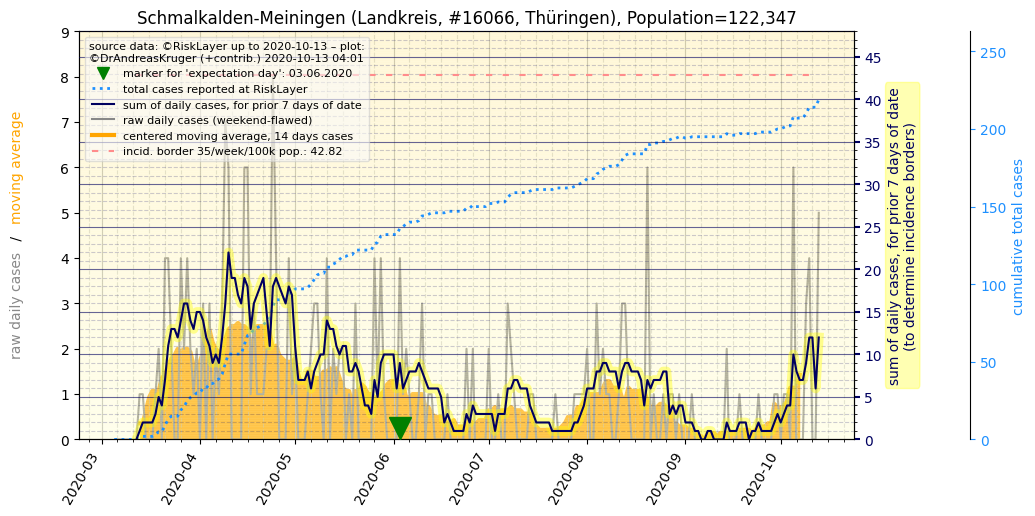 Schmalkalden-Meiningen (Landkreis, #16066, Thüringen), Population=122,347
source data: ©RiskLayer up to 2020-10-13 – plot:
©DrAndreasKruger (+contrib.) 2020-10-13 04:01
marker for 'expectation day': 03.06.2020
total cases reported at RiskLayer
sum of daily cases, for prior 7 days of date
raw daily cases (weekend-flawed)
centered moving average, 14 days cases
incid. border 35/week/100k pop.: 42.82
raw daily cases / moving average
9
8
7
6
5
4
3
2
1
0
45
40
35
30
25
20
15
10
5
0
sum of daily cases, for prior 7 days of date
(to determine incidence borders)
250
200
150
100
50
0
cumulative total cases
2020-03
2020-04
2020-05
2020-06
2020-07
2020-08
2020-09
2020-10